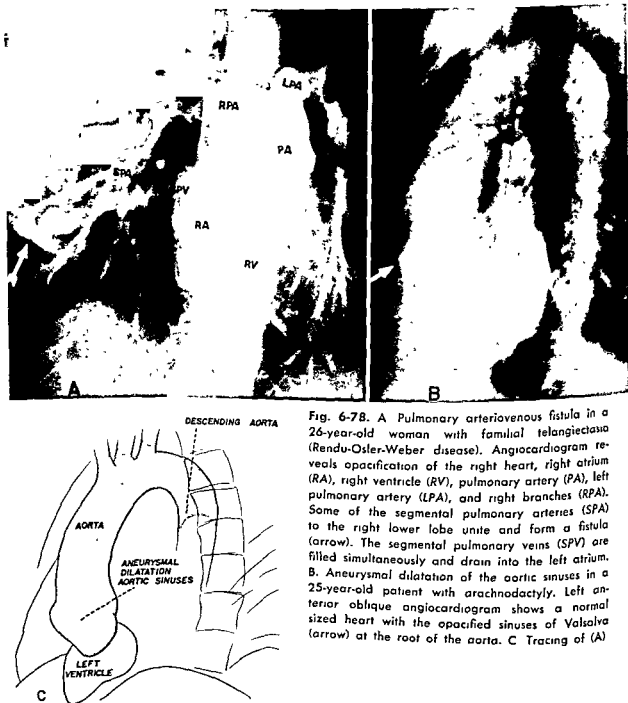 LPA
RPA
PA
SPA
PV
RA
RV
A
B
DESCENDING AORTA
AORTA
ANEURYSMAL
DILATATION
AORTIC SINUSES
LEFT
VENTRICLE
C
Fig. 6-78. A Pulmonary arteriovenous fistula in a
26-year-old woman with familial telangiectasia
(Rendu-Osler-Weber disease). Angiocardiogram re-
veals opacification of the right heart, right atrium
(RA), right ventricle (RV), pulmonary artery (PA), left
pulmonary artery (LPA), and right branches (RPA).
Some of the segmental pulmonary arteries (SPA)
to the right lower lobe unite and form a fistula
(arrow). The segmental pulmonary veins (SPV) are
filled simultaneously and drain into the left atrium.
B. Aneurysmal dilatation of the aortic sinuses in a
25-year-old patient with arachnodactyly. Left an-
terior oblique angiocardiogram shows a normal
sized heart with the opacified sinuses of Valsalva
(arrow) at the root of the aorta. C Tracing of (A)